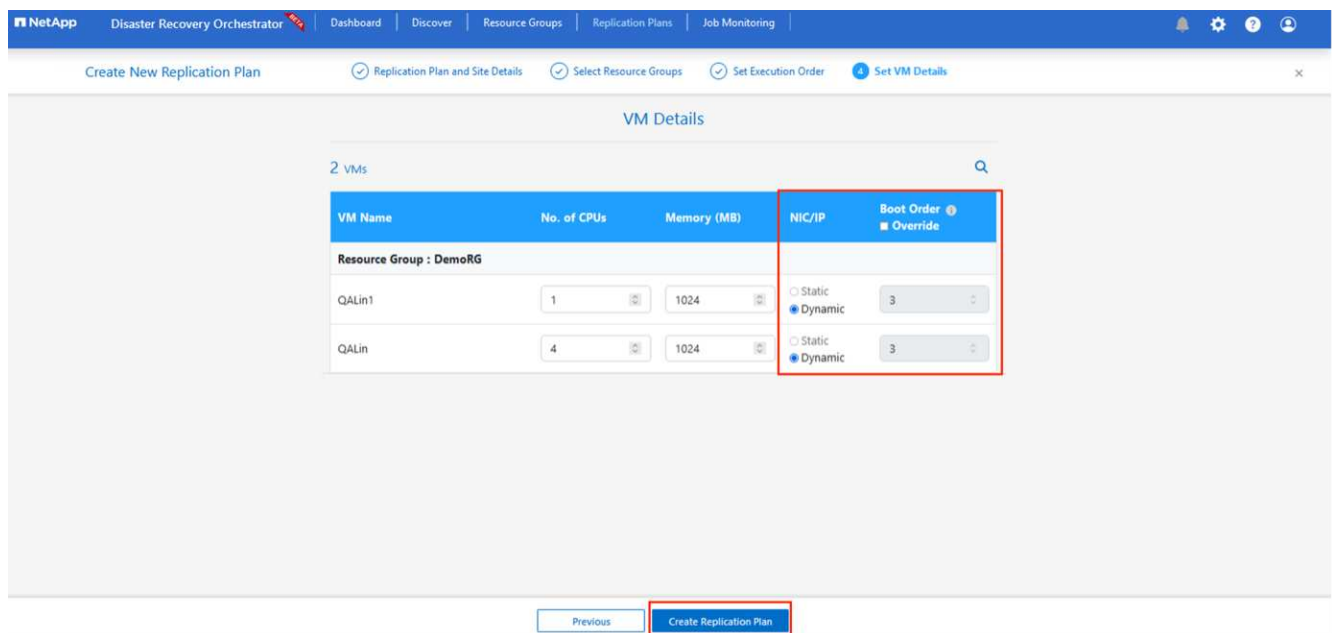 NetApp Disaster Recovery Orchestrator BETA Dashboard Discover Resource Groups Replication Plans Job Monitoring
Create New Replication Plan Replication Plan and Site Details Select Resource Groups Set Execution Order 4 Set VM Details
VM Details
2 VMs
VM Name No. of CPUs Memory (MB) NIC/IP Boot Order Override
Resource Group : DemoRG
QALin1 1 1024 Static Dynamic 3
QALin 4 1024 Static Dynamic 3
Previous Create Replication Plan